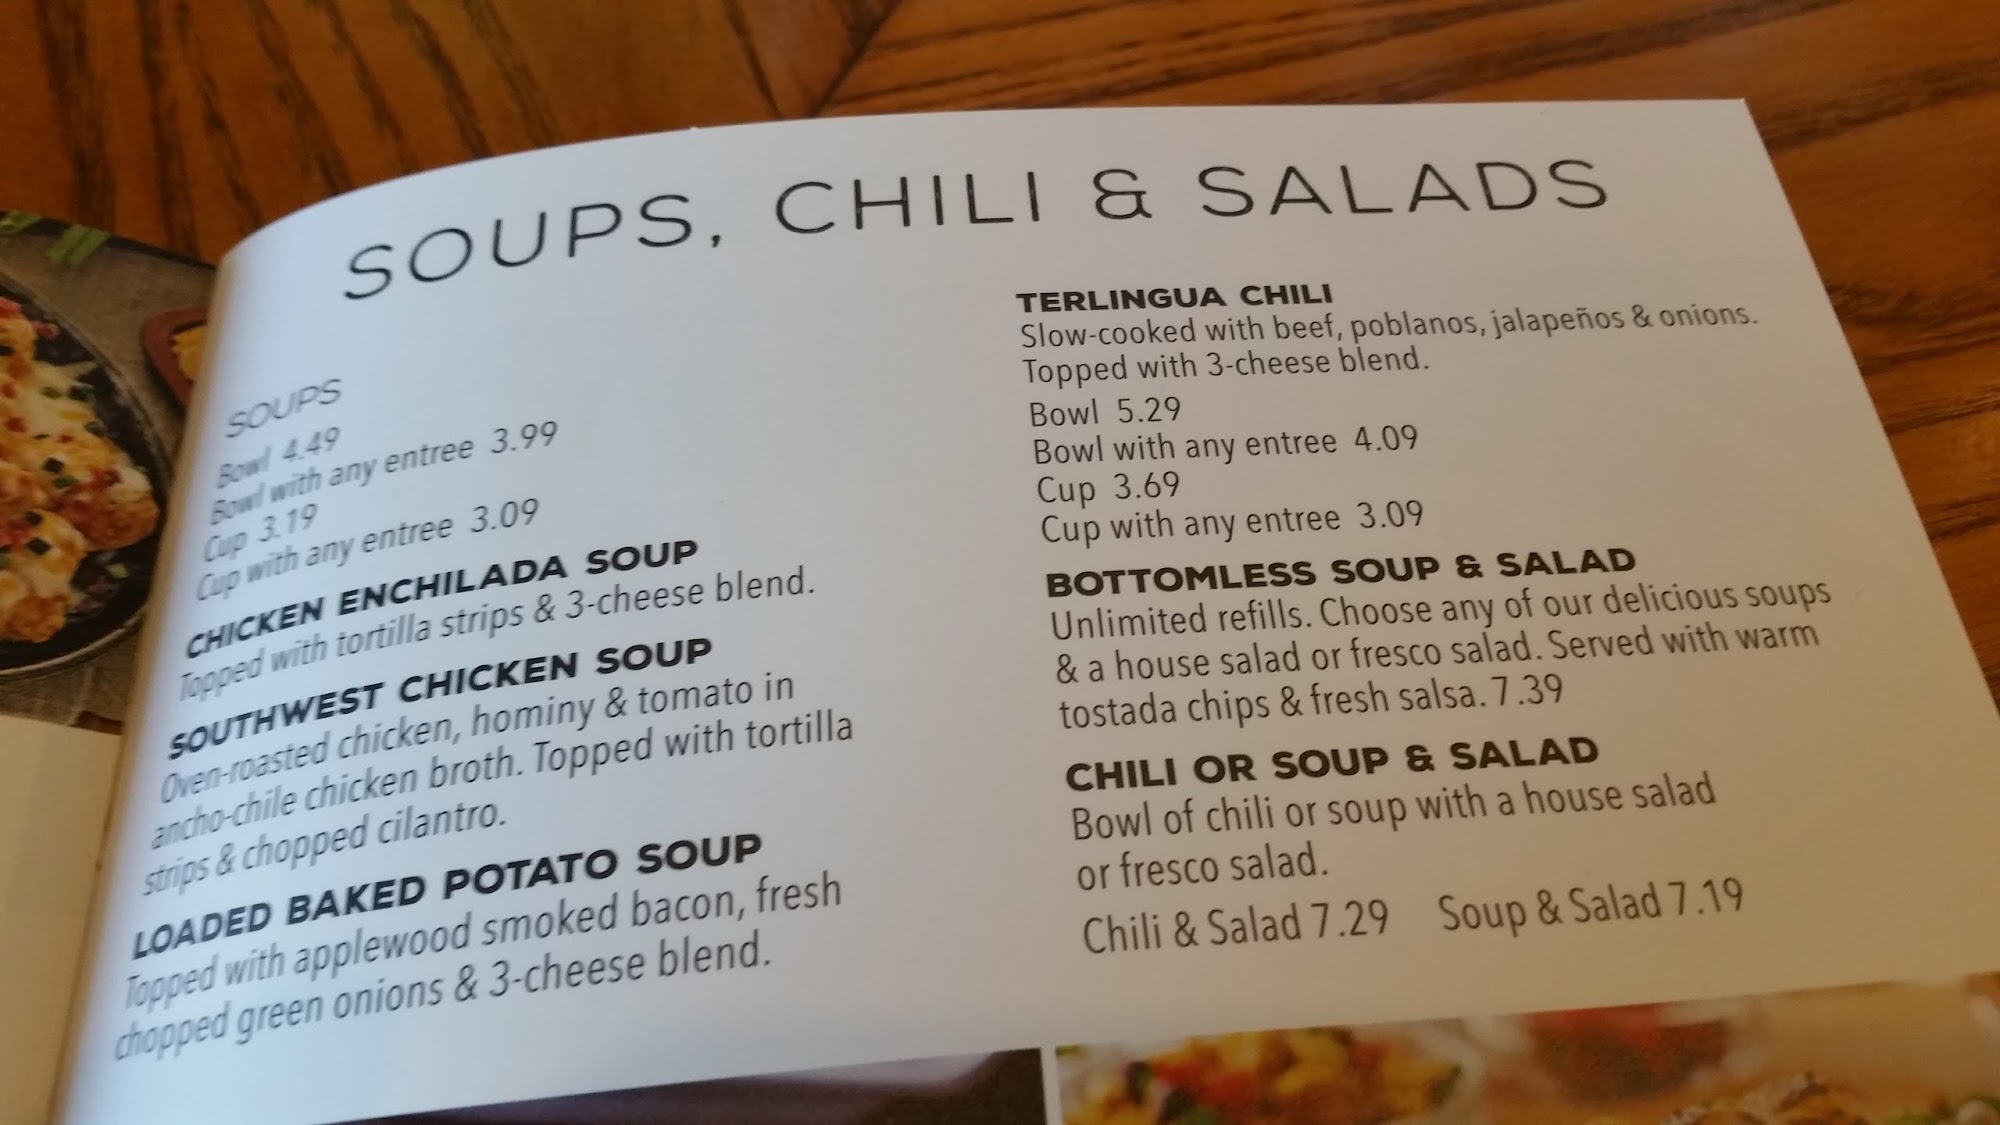 SOUPS, CHILI & SALADS
SOUPS
Bowl 4.49
Bowl with any entree 3.99
Cup 3.19
Cup with any entree 3.09
CHICKEN ENCHILADA SOUP
Topped with tortilla strips & 3-cheese blend.
SOUTHWEST CHICKEN SOUP
Oven-roasted chicken, hominy & tomato in
ancho-chile chicken broth. Topped with tortilla
strips & chopped cilantro.
LOADED BAKED POTATO SOUP
Topped with applewood smoked bacon, fresh
chopped green onions & 3-cheese blend.
TERLINGUA CHILI
Slow-cooked with beef, poblanos, jalapeños & onions.
Topped with 3-cheese blend.
Bowl 5.29
Bowl with any entree 4.09
Cup 3.69
Cup with any entree 3.09
BOTTOMLESS SOUP & SALAD
Unlimited refills. Choose any of our delicious soups
& a house salad or fresco salad. Served with warm
tostada chips & fresh salsa. 7.39
CHILI OR SOUP & SALAD
Bowl of chili or soup with a house salad
or fresco salad.
Chili & Salad 7.29 Soup & Salad 7.19